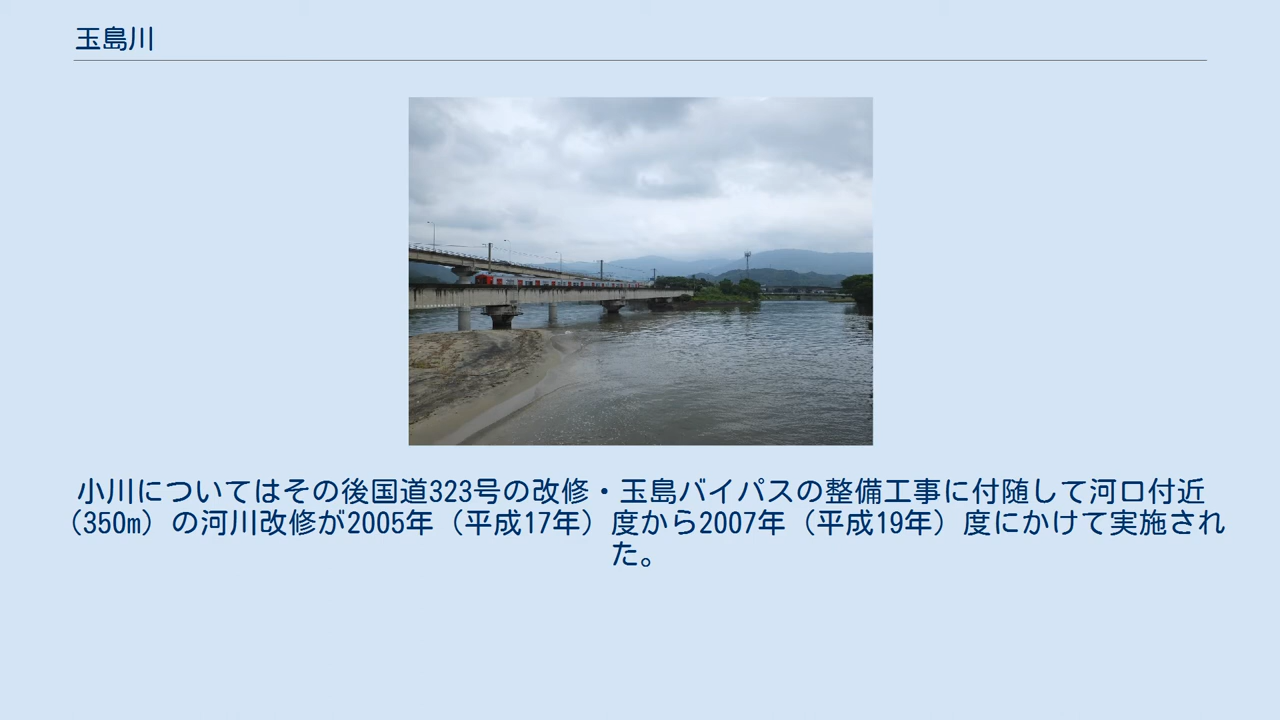 玉島川
小川についてはその後国道323号の改修・玉島バイパスの整備工事に付随して河口付近
（350m）の河川改修が2005年（平成17年）度から2007年（平成19年）度にかけて実施され
た。